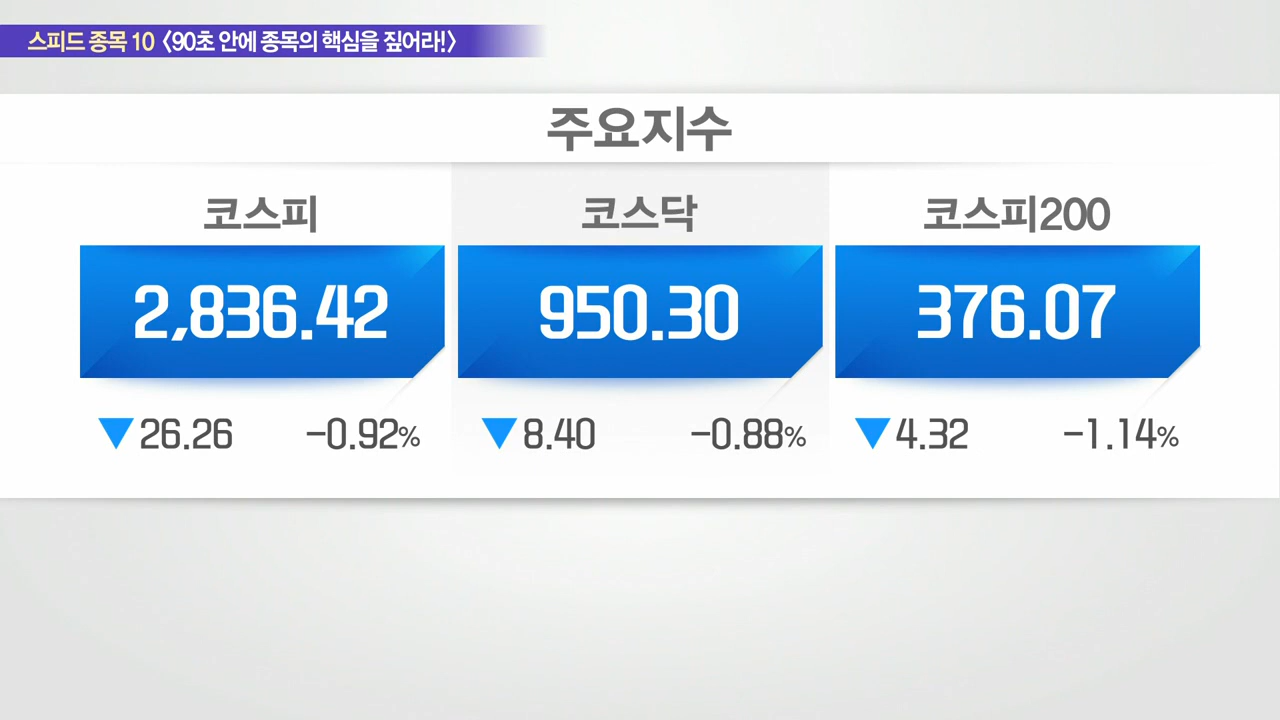 스피드 종목 10 〈90초 안에 종목의 핵심을 짚어라!〉
주요지수
코스피 코스닥 코스피200
2,836.42 950.30 376.07
▼26.26 -0.92% ▼8.40 -0.88% ▼4.32 -1.14%